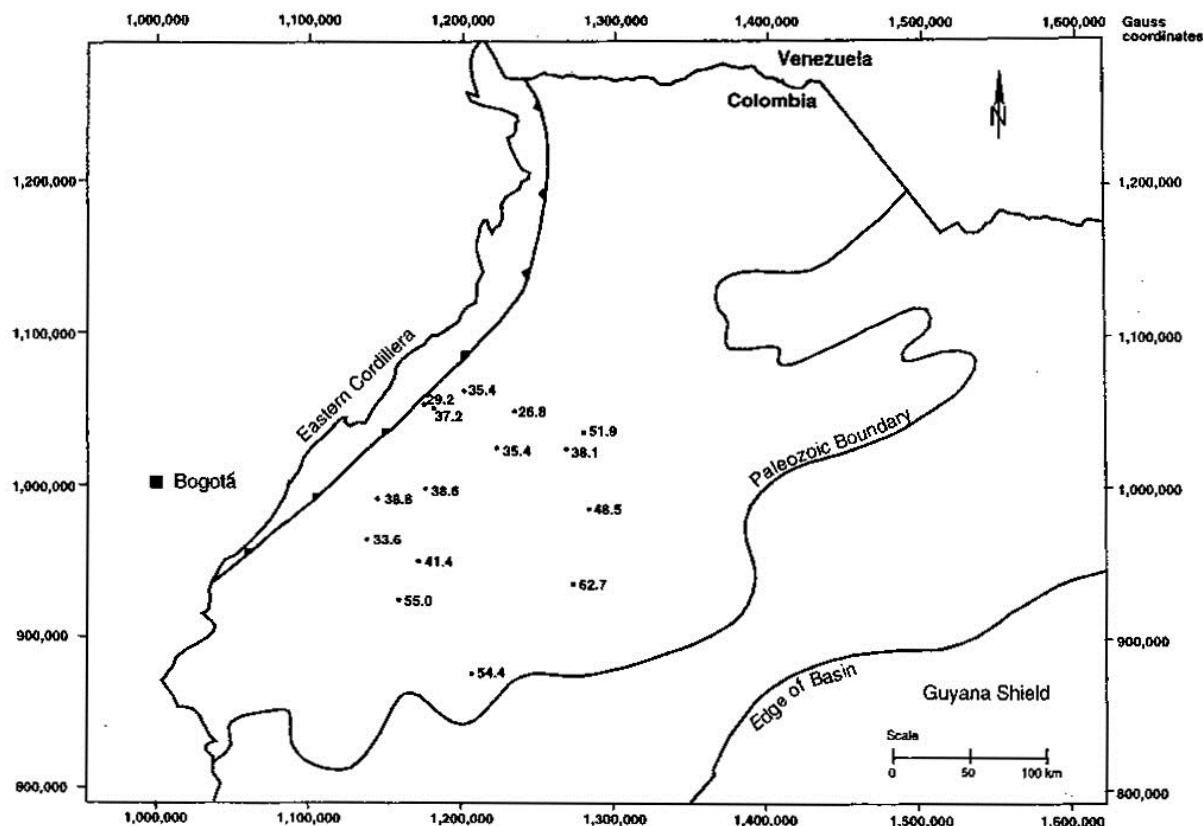 1,000,000 1,100,000 1,200,000 1,300,000 1,400,000 1,500,000 1,600,000 Gauss
coordinates
Venezuela
Colombia
N
1,200,000 1,200,000
1,100,000 1,100,000
Eastern Cordillera
35.4
29.2
37.2
26.8
51.9
35.4
38.1
Paleozoic Boundary
Bogotá
1,000,000 1,000,000
38.8
38.6
48.5
33.6
41.4
62.7
55.0
900,000 900,000
54.4
Edge of Basin
Guyana Shield
Scale
0 50 100 km
800,000 800,000
1,000,000 1,100,000 1,200,000 1,300,000 1,400,000 1,500,000 1,600,000